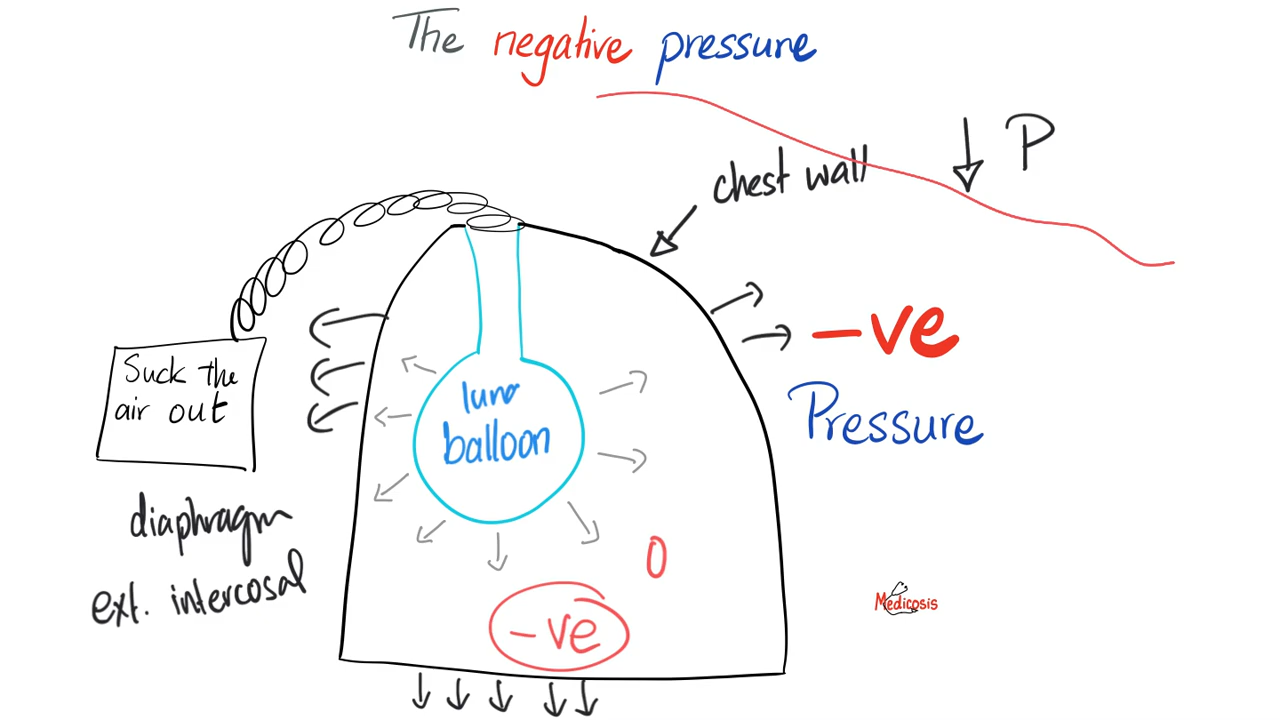 The negative pressure
↓ P
chest wall
-ve
Pressure
Suck the
air out
lung
balloon
diaphragm
ext. intercosal
0
-ve
Medicosis